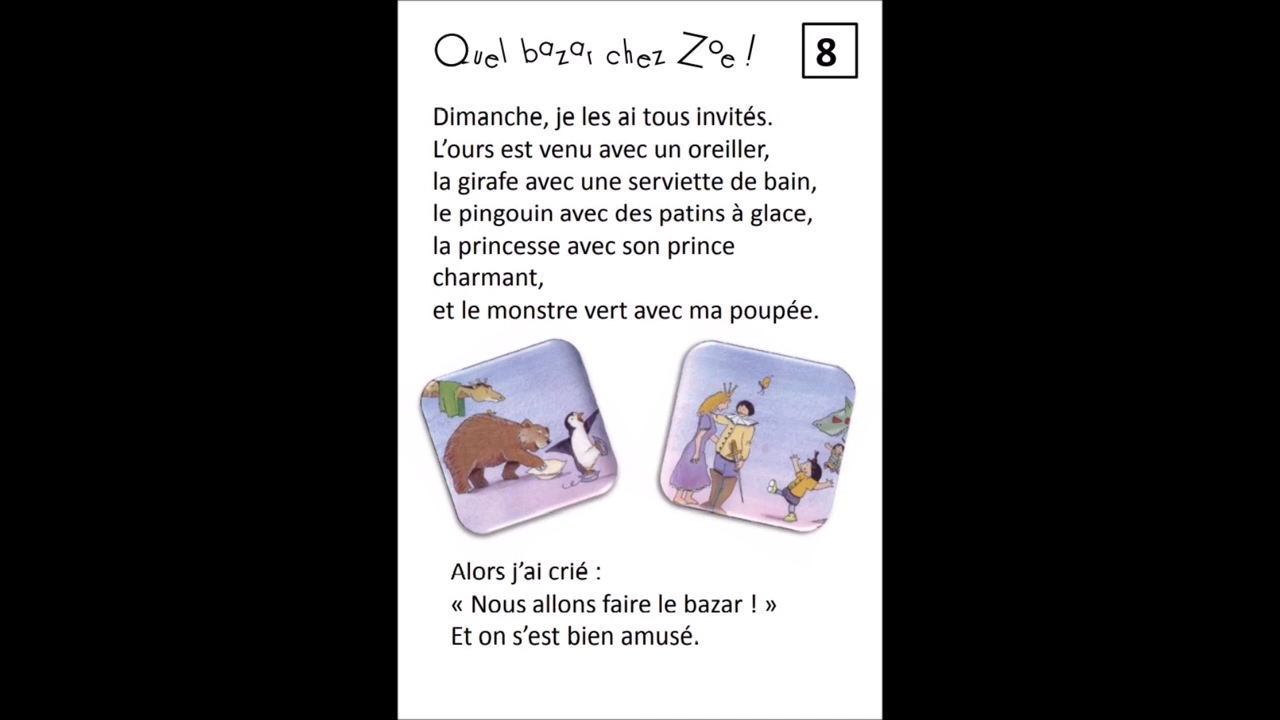 Quel bazar chez Zoe !
8
Dimanche, je les ai tous invités.
L’ours est venu avec un oreiller,
la girafe avec une serviette de bain,
le pingouin avec des patins à glace,
la princesse avec son prince
charmant,
et le monstre vert avec ma poupée.
Alors j’ai crié :
« Nous allons faire le bazar ! »
Et on s’est bien amusé.